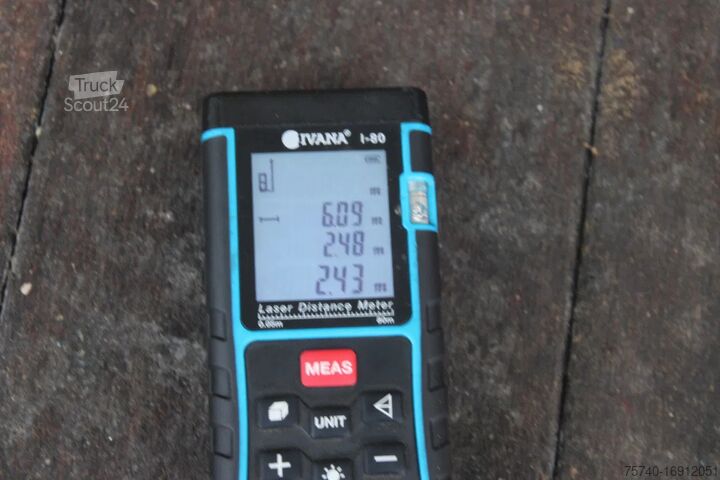 Truck
Scout24
IVANA® I-80
m
6.09 m
2.48 m
2.43 m
Laser Distance Meter
0.05m 80m
MEAS
UNIT
+ -
75740-16912051